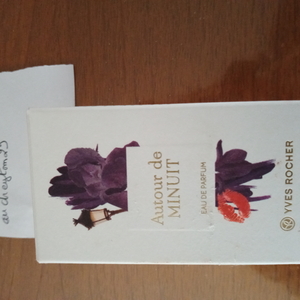 Autour de
MINUIT
EAU DE PARFUM
YVES ROCHER